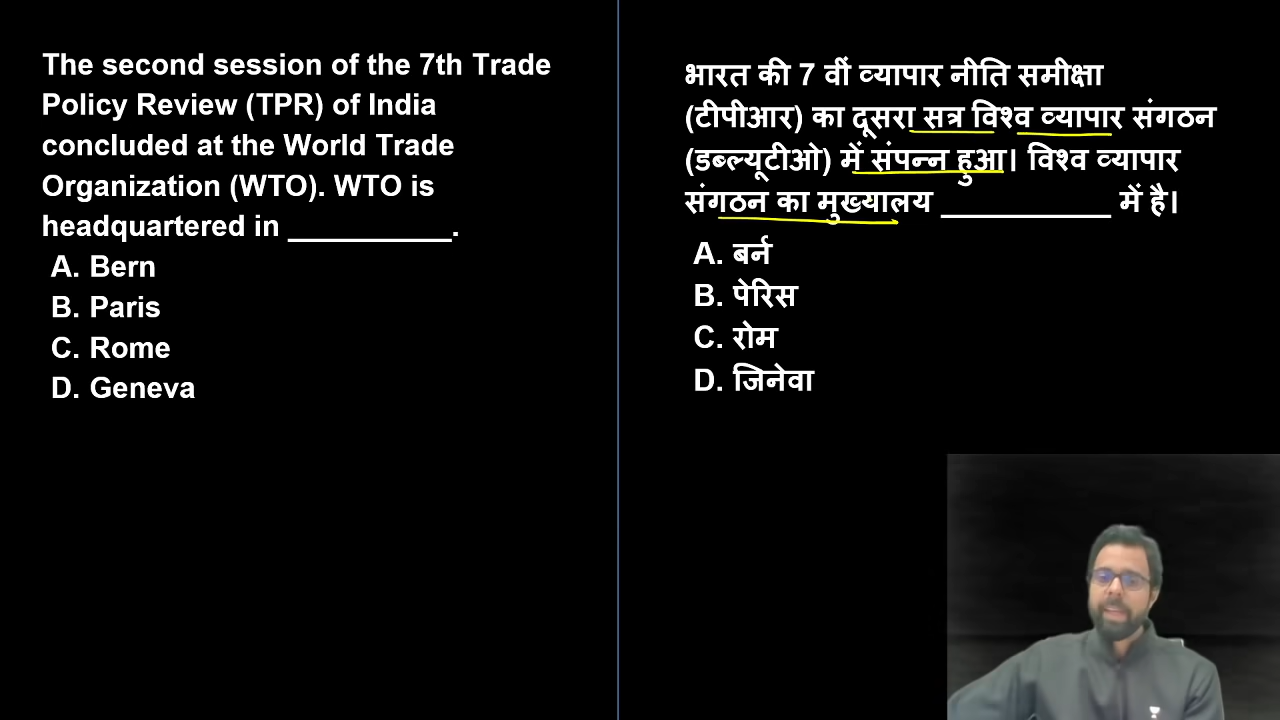 The second session of the 7th Trade
Policy Review (TPR) of India
concluded at the World Trade
Organization (WTO). WTO is
headquartered in __________.
A. Bern
B. Paris
C. Rome
D. Geneva
भारत की 7 वीं व्यापार नीति समीक्षा
(टीपीआर) का दूसरा सत्र विश्व व्यापार संगठन
(डब्ल्यूटीओ) में संपन्न हुआ। विश्व व्यापार
संगठन का मुख्यालय __________ में है।
A. बर्न
B. पेरिस
C. रोम
D. जिनेवा